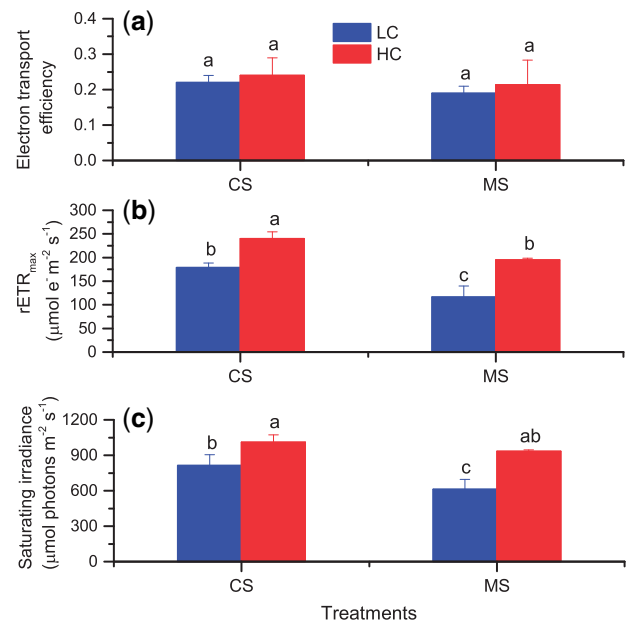 (a)
LC
HC
Electron transport
efficiency
0.4
0.3
0.2
0.1
0.0
a
a
a
a
CS
MS
(b)
rETRmax
(μmol e⁻ m⁻² s⁻¹)
300
250
200
150
100
50
0
b
a
c
b
CS
MS
(c)
Saturating irradiance
(μmol photons m⁻² s⁻¹)
1200
900
600
300
0
b
a
c
ab
CS
MS
Treatments